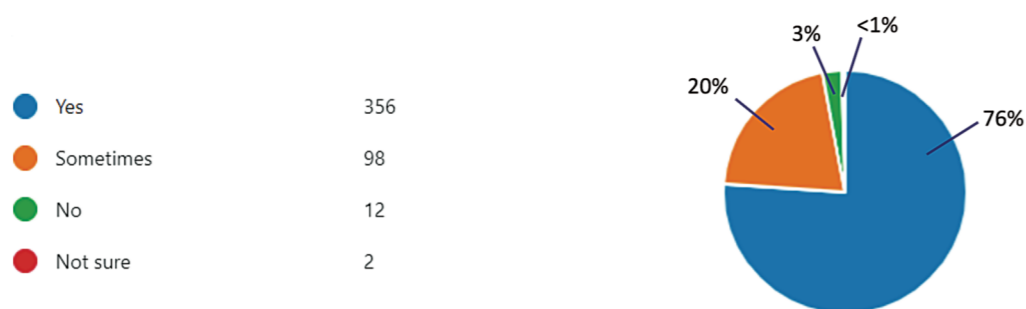 Yes 356
Sometimes 98
No 12
Not sure 2
<1%
3%
20%
76%